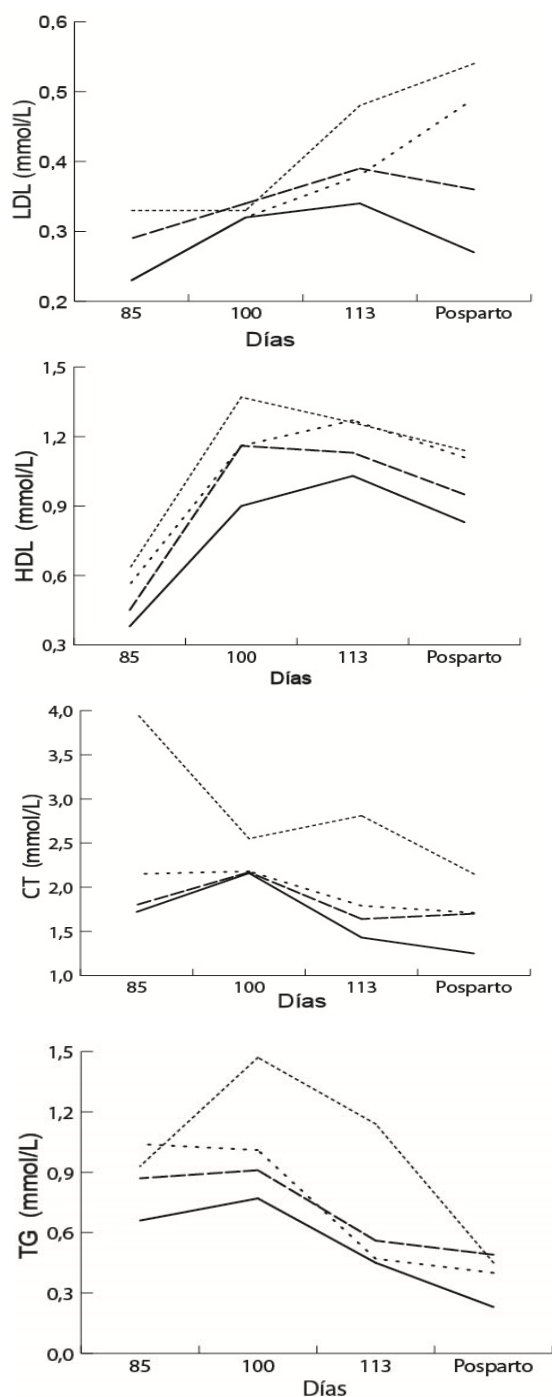 0,6
0,5
0,4
0,3
0,2
LDL (mmol/L)
85 100 113 Posparto
Días
1,5
1,2
0,9
0,6
0,3
HDL (mmol/L)
85 100 113 Posparto
Días
4,0
3,5
3,0
2,5
2,0
1,5
1,0
CT (mmol/L)
85 100 113 Posparto
Días
1,5
1,2
0,9
0,6
0,3
0,0
TG (mmol/L)
85 100 113 Posparto
Días